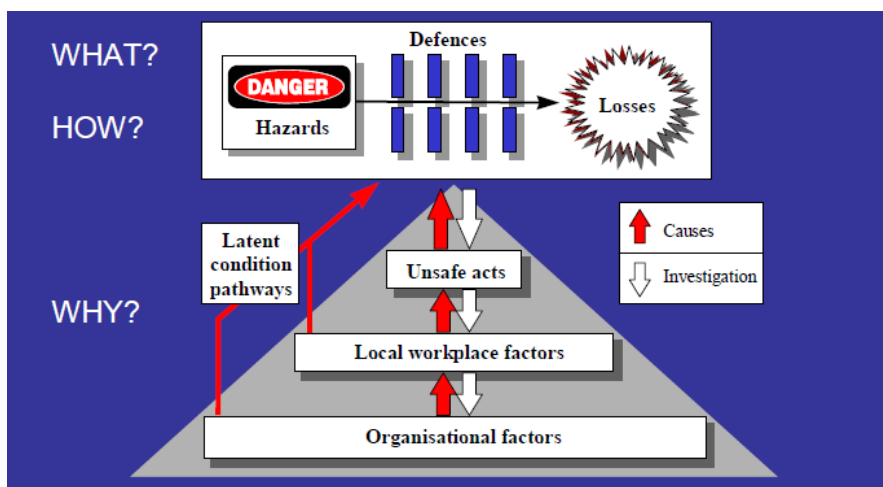 WHAT?
HOW?
WHY?
Defences
DANGER
Hazards
Losses
Latent
condition
pathways
Unsafe acts
Local workplace factors
Organisational factors
Causes
Investigation